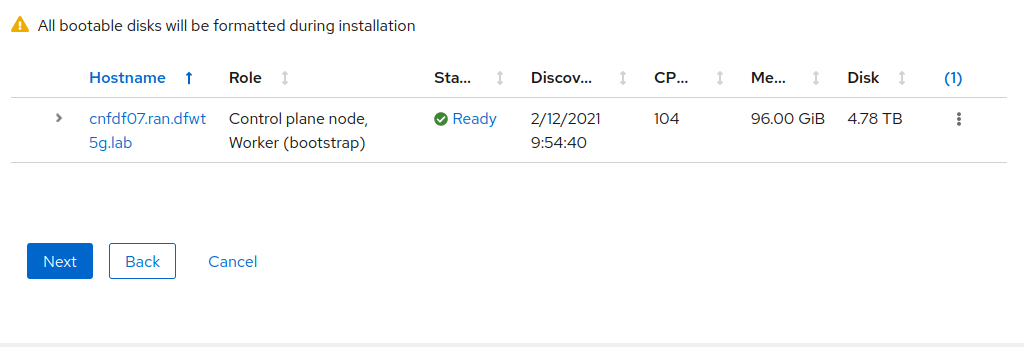 All bootable disks will be formatted during installation
Hostname Role Sta... Discov... CP... Me... Disk (1)
cnfdf07.ran.dfwt Control plane node, Ready 2/12/2021 104 96.00 GiB 4.78 TB
5g.lab Worker (bootstrap) 9:54:40
Next Back Cancel